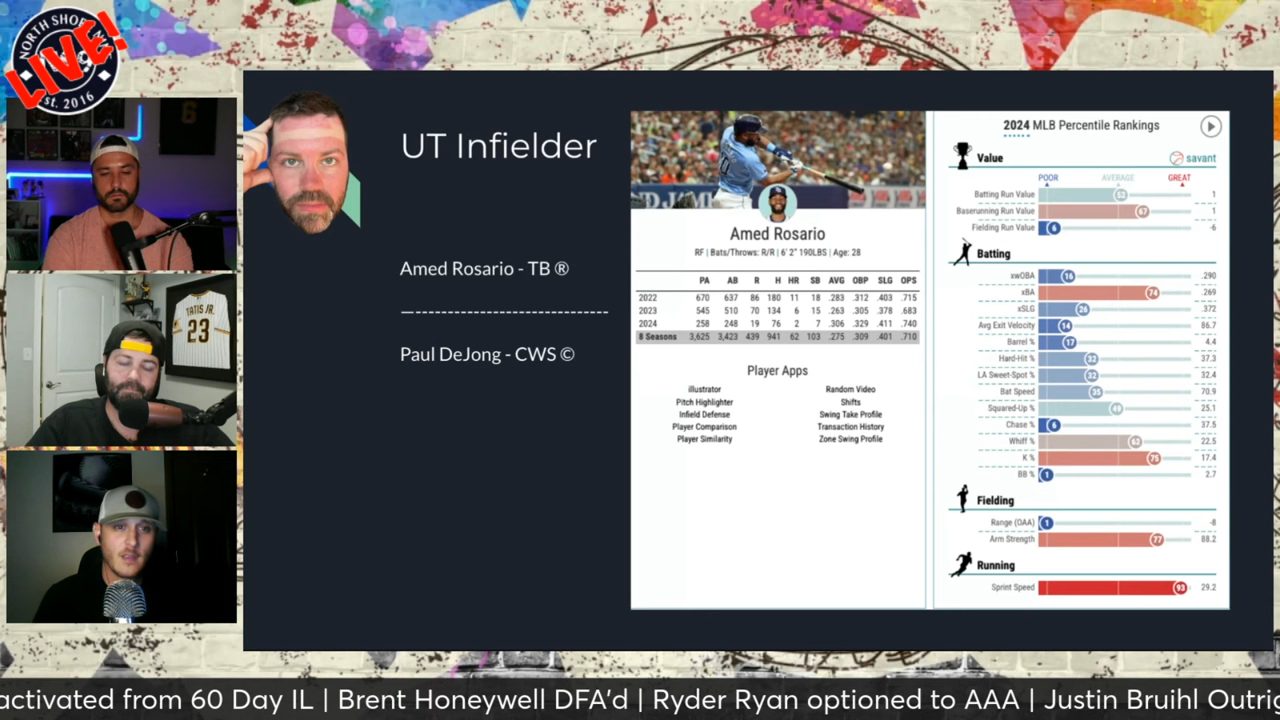 NORTH SHORE
LIVE!
EST. 2016
TATIS JR.
23
UT Infielder
Amed Rosario - TB ®
Paul DeJong - CWS ©
Amed Rosario
RF | Bats/Throws: R/R | 6' 2" 190LBS | Age: 28
PA AB R H HR SB AVG OBP SLG OPS
2022 670 637 86 180 11 18 .283 .312 .403 .715
2023 545 510 70 134 6 15 .263 .305 .378 .683
2024 258 248 19 76 2 7 .306 .329 .411 .740
8 Seasons 3,625 3,423 439 941 62 103 .275 .309 .401 .710
Player Apps
illustrator Random Video
Pitch Highlighter Shifts
Infield Defense Swing Take Profile
Player Comparison Transaction History
Player Similarity Zone Swing Profile
2024 MLB Percentile Rankings
Value savant
POOR AVERAGE GREAT
Batting Run Value 1
Baserunning Run Value 67 1
Fielding Run Value 6 -6
Batting
xwOBA 16 .290
xBA 74 .269
xSLG 26 .372
Avg Exit Velocity 14 86.7
Barrel % 17 4.4
Hard-Hit % 37.3
LA Sweet-Spot % 32.4
Bat Speed 35 70.9
Squared-Up % 25.1
Chase % 6 37.5
Whiff % 22.5
K % 75 17.4
BB % 1 2.7
Fielding
Range (OAA) 1 -8
Arm Strength 77 88.2
Running
Sprint Speed 93 29.2
activated from 60 Day IL | Brent Honeywell DFA'd | Ryder Ryan optioned to AAA | Justin Bruihl Outrig